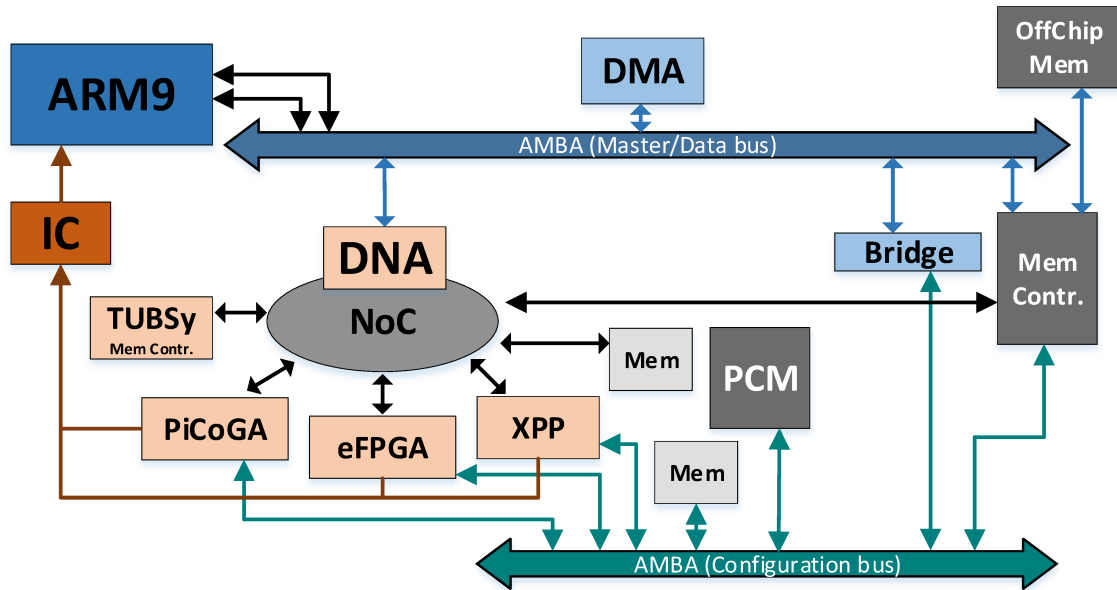 OffChip
Mem
ARM9
DMA
AMBA (Master/Data bus)
IC
DNA
Bridge
Mem
Contr.
TUBSy
Mem Contr.
NoC
Mem
PCM
PiCoGA
eFPGA
XPP
Mem
AMBA (Configuration bus)